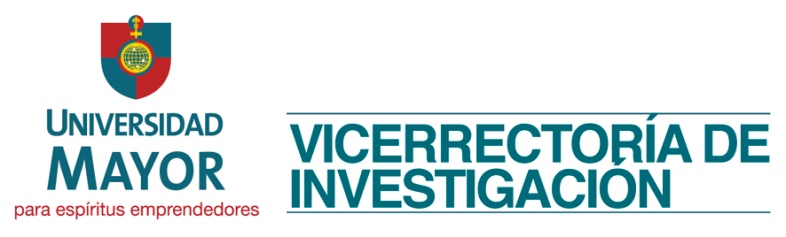 UNIVERSIDAD
MAYOR
para espíritus emprendedores
VICERRECTORÍA DE
INVESTIGACIÓN